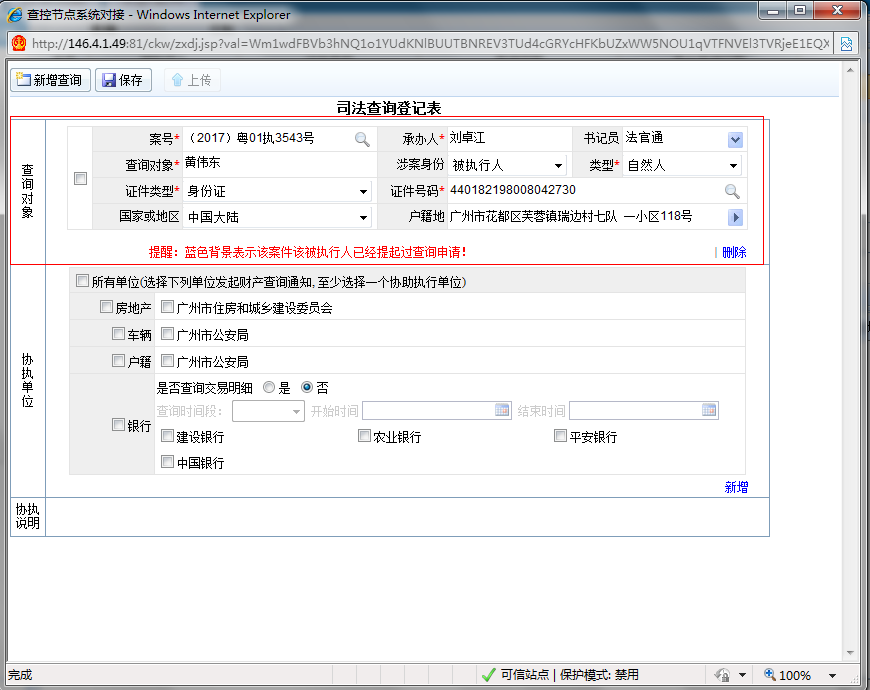 查控节点系统对接 - Windows Internet Explorer
http://146.4.1.49:81/ckw/zxdj.jsp?val=Wm1wdFBVb3hNQ1o1YUdKNlBUUTBNREV3TUd4cGRYcHFKbUZxWW5NOU1qVTFNVEl3TVRjeE1EQX
新增查询 保存 上传
司法查询登记表
查询对象
案号* （2017）粤01执3543号 承办人* 刘卓江 书记员 法官通
查询对象* 黄伟东 涉案身份 被执行人 类型* 自然人
证件类型* 身份证 证件号码* 440182198008042730
国家或地区 中国大陆 户籍地 广州市花都区芙蓉镇瑞边村七队 一小区118号
提醒：蓝色背景表示该案件该被执行人已经提起过查询申请！ | 删除
协执单位
所有单位(选择下列单位发起财产查询通知,至少选择一个协助执行单位)
房地产 广州市住房和城乡建设委员会
车辆 广州市公安局
户籍 广州市公安局
银行
是否查询交易明细 是 否
查询时间段： 开始时间 结束时间
建设银行 农业银行 平安银行
中国银行
新增
协执说明
完成 可信站点 | 保护模式: 禁用 100%